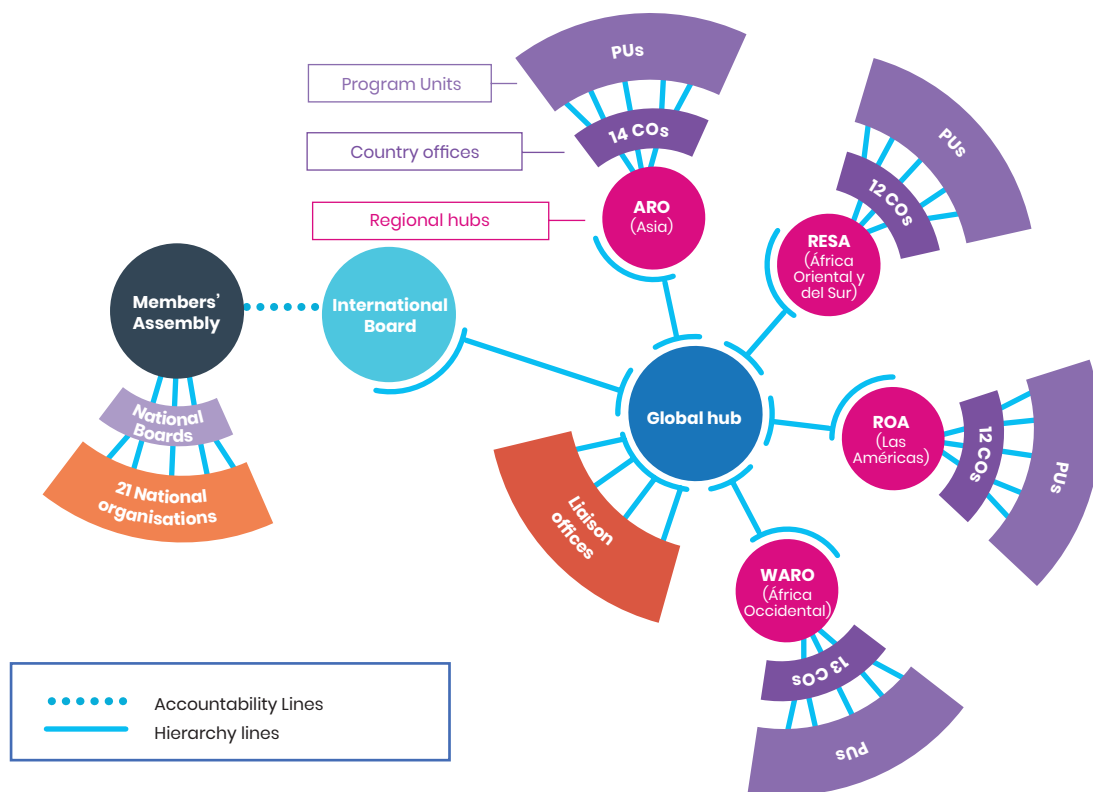 PUs
Program Units
14 COs
Country offices
ARO
(Asia)
Regional hubs
PUs
12 COs
RESA
(África
Oriental y
del Sur)
Members’
Assembly
International
Board
National
Boards
21 National
organisations
Global hub
ROA
(Las
Américas)
12 COs
PUs
Liaison
offices
WARO
(África
Occidental)
13 COs
PUs
Accountability Lines
Hierarchy lines